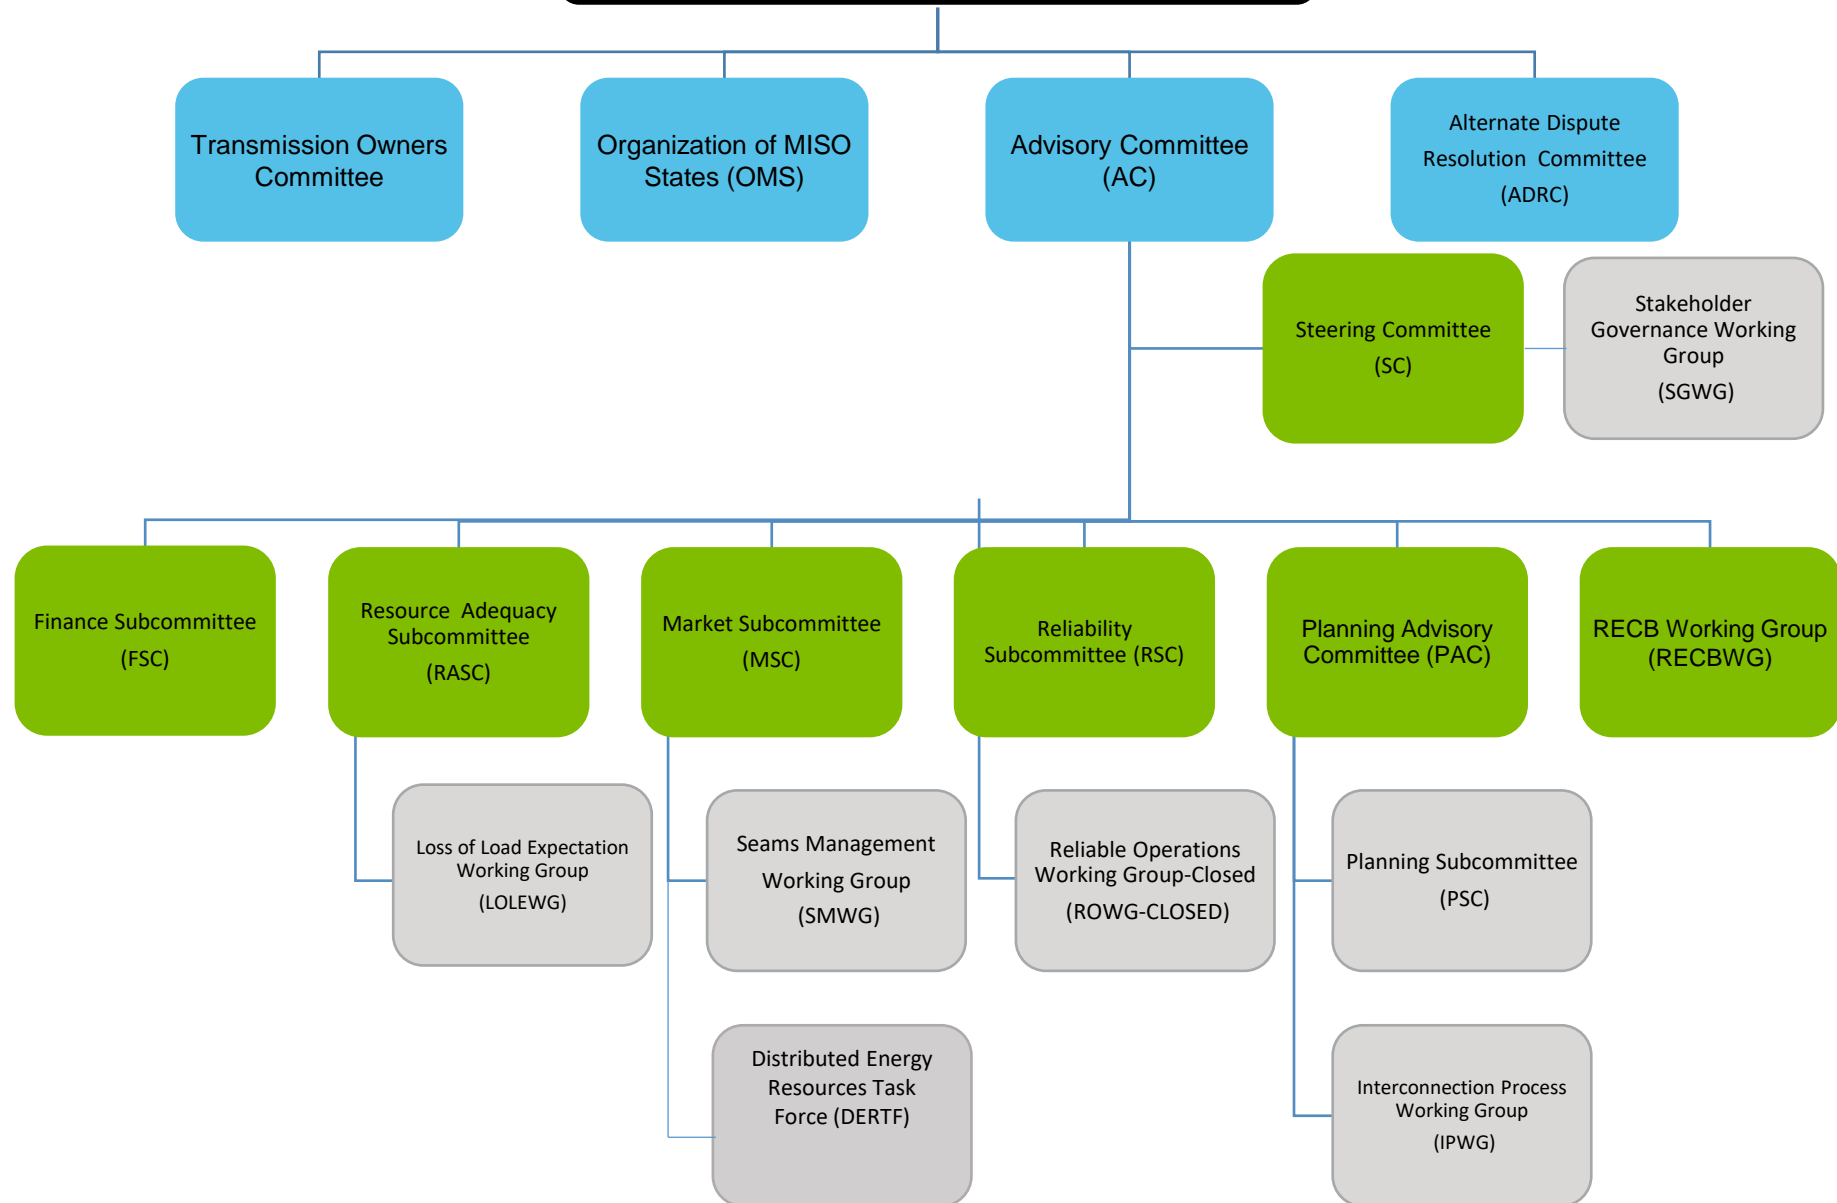 Transmission Owners
Committee
Organization of MISO
States (OMS)
Advisory Committee
(AC)
Alternate Dispute
Resolution Committee
(ADRC)
Steering Committee
(SC)
Stakeholder
Governance Working
Group
(SGWG)
Finance Subcommittee
(FSC)
Resource Adequacy
Subcommittee
(RASC)
Market Subcommittee
(MSC)
Reliability
Subcommittee (RSC)
Planning Advisory
Committee (PAC)
RECB Working Group
(RECBWG)
Loss of Load Expectation
Working Group
(LOLEWG)
Seams Management
Working Group
(SMWG)
Reliable Operations
Working Group-Closed
(ROWG-CLOSED)
Planning Subcommittee
(PSC)
Distributed Energy
Resources Task
Force (DERTF)
Interconnection Process
Working Group
(IPWG)